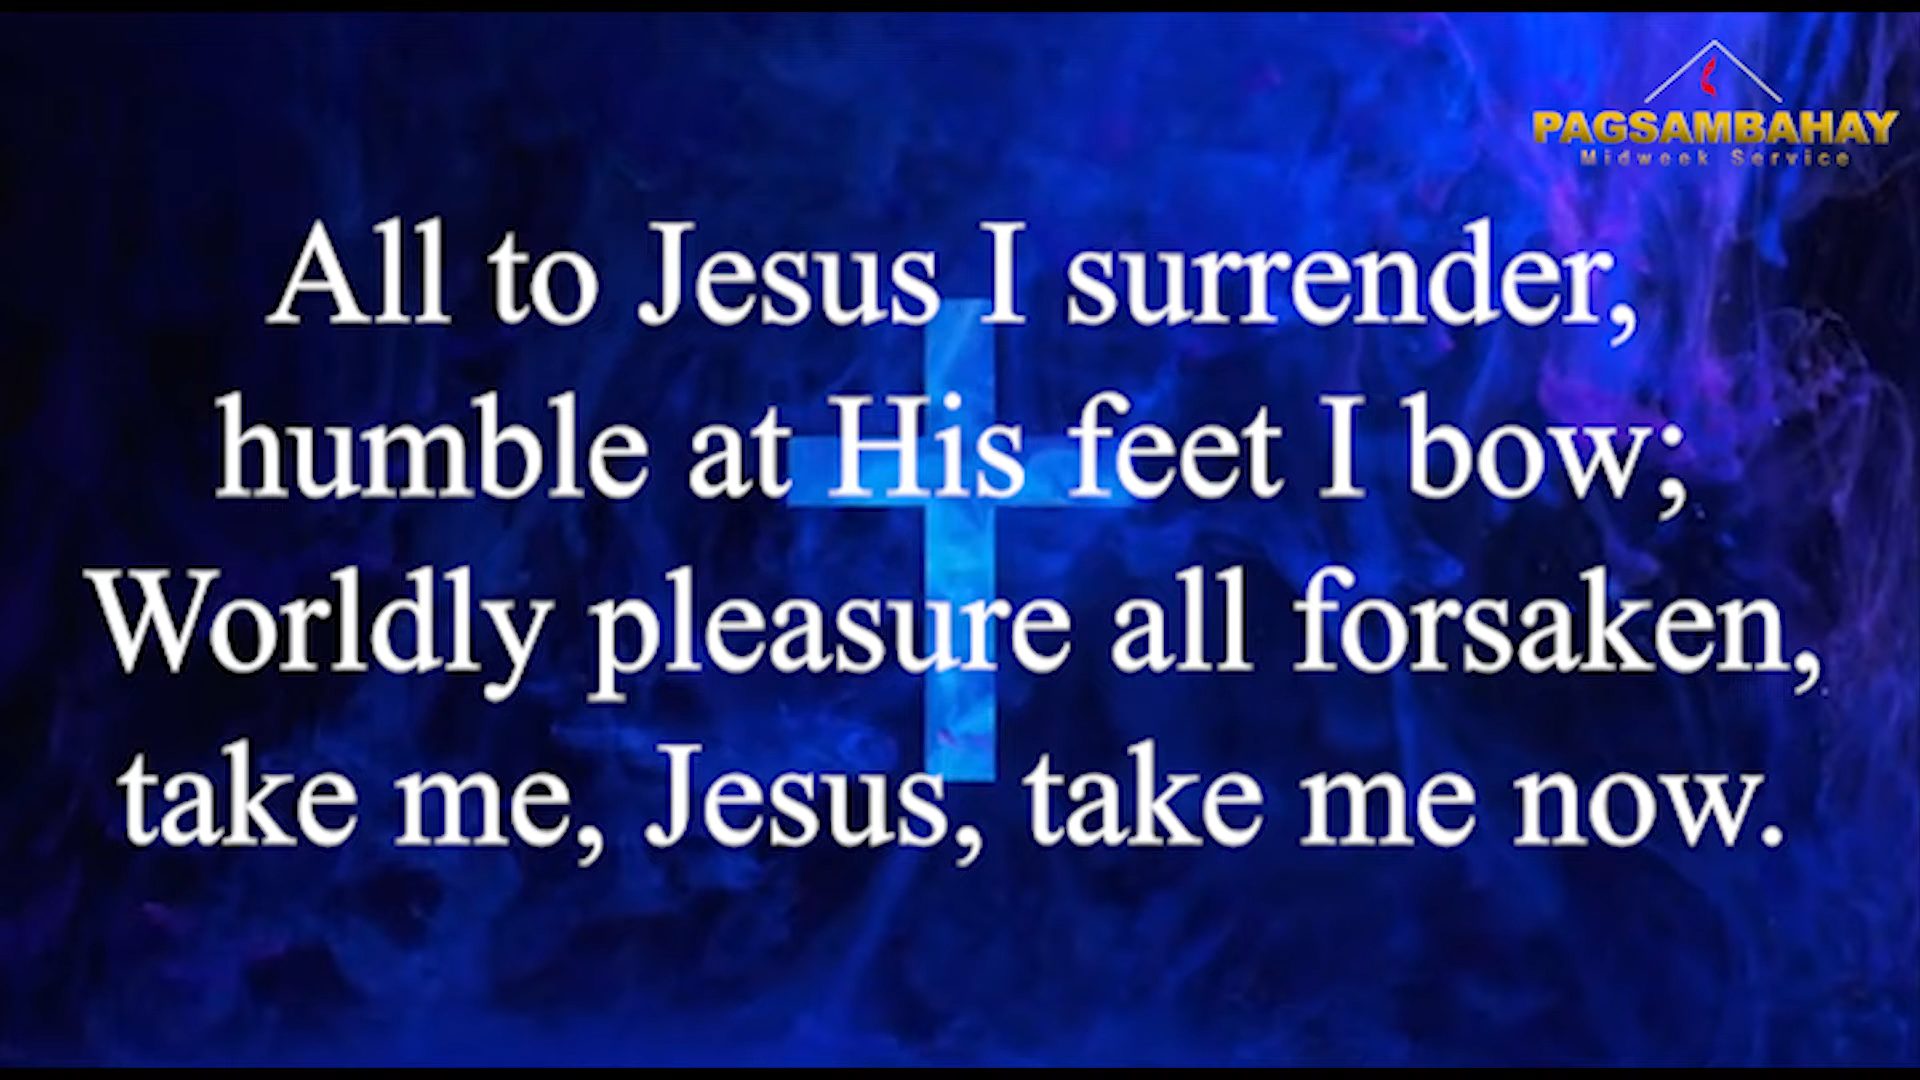 PAGSAMBAHAY
Midweek Service
All to Jesus I surrender,
humble at His feet I bow;
Worldly pleasure all forsaken,
take me, Jesus, take me now.